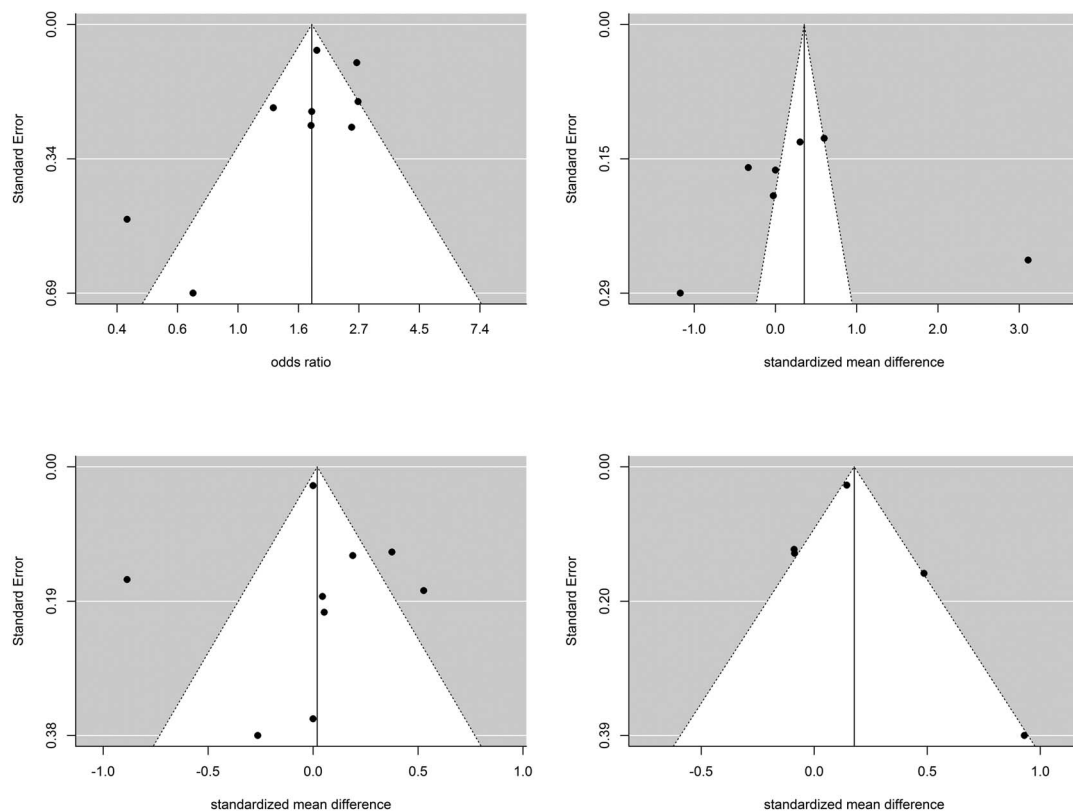 0.00
0.34
0.69
Standard Error
0.4 0.6 1.0 1.6 2.7 4.5 7.4
odds ratio
0.00
0.15
0.29
Standard Error
-1.0 0.0 1.0 2.0 3.0
standardized mean difference
0.00
0.19
0.38
Standard Error
-1.0 -0.5 0.0 0.5 1.0
standardized mean difference
0.00
0.20
0.39
Standard Error
-0.5 0.0 0.5 1.0
standardized mean difference